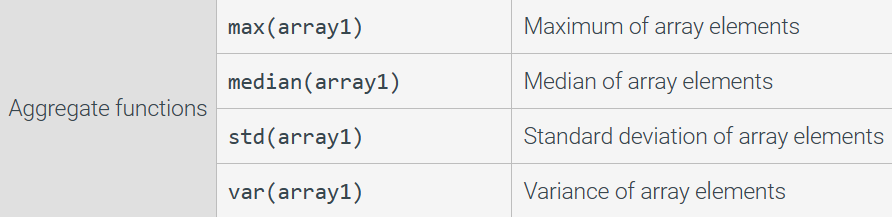 max(array1) Maximum of array elements
median(array1) Median of array elements
Aggregate functions
std(array1) Standard deviation of array elements
var(array1) Variance of array elements